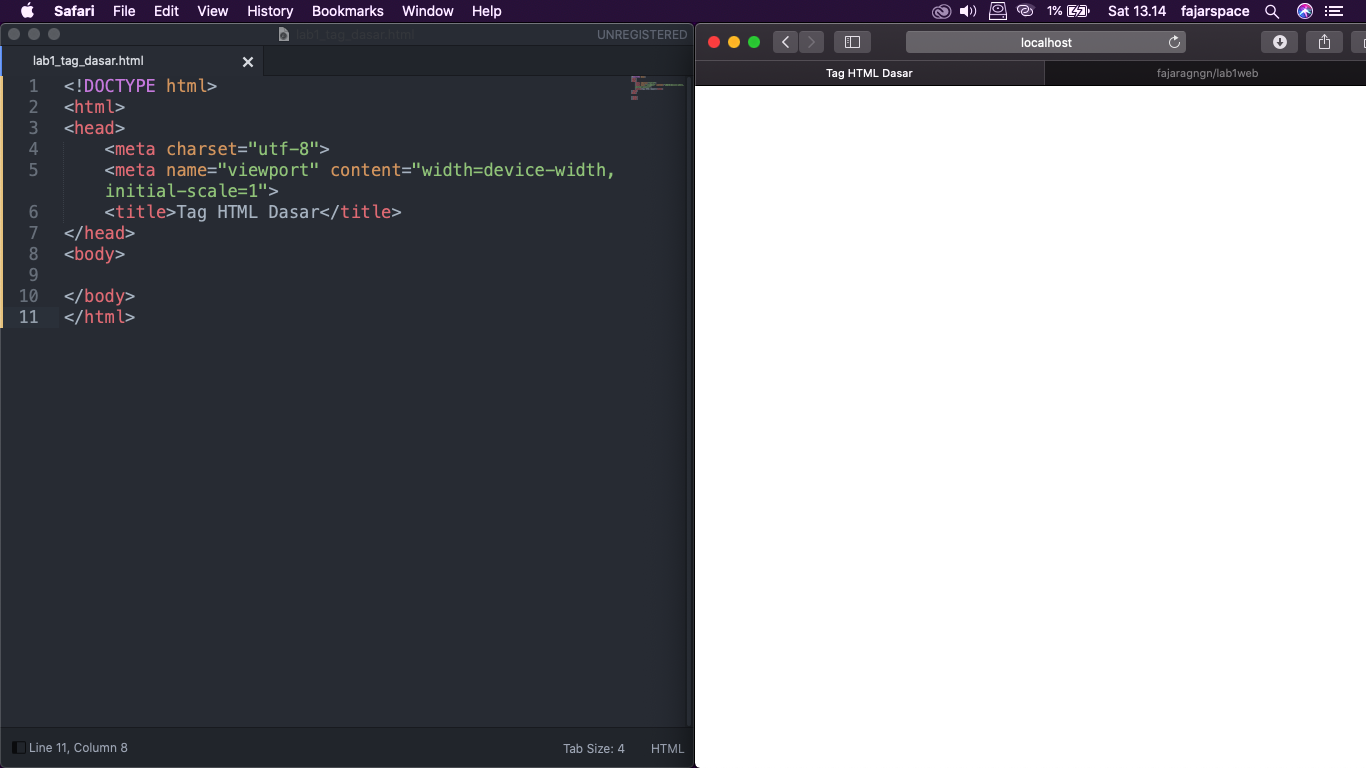 Safari File Edit View History Bookmarks Window Help 1% Sat 13.14 fajarspace
lab1_tag_dasar.html UNREGISTERED
lab1_tag_dasar.html
1 <!DOCTYPE html>
2 <html>
3 <head>
4 <meta charset="utf-8">
5 <meta name="viewport" content="width=device-width,
initial-scale=1">
6 <title>Tag HTML Dasar</title>
7 </head>
8 <body>
9
10 </body>
11 </html>
Line 11, Column 8 Tab Size: 4 HTML
localhost
Tag HTML Dasar fajaragngn/lab1web